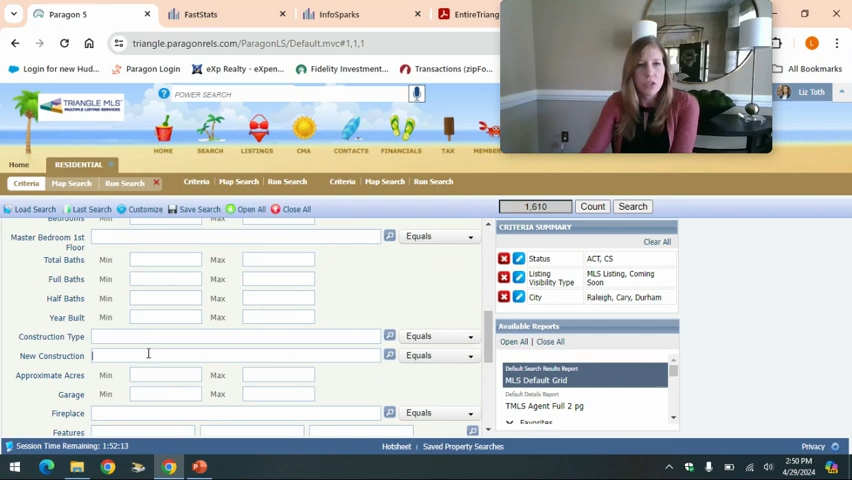 Paragon 5
FastStats
InfoSparks
EntireTriang
triangle.paragonrels.com/ParagonLS/Default.mvc#1,1,1
Login for new Hud...
Paragon Login
eXp Realty - eXpen...
Fidelity Investment...
Transactions (zipFo...
All Bookmarks
TRIANGLE MLS
MULTIPLE LISTING SERVICES
POWER SEARCH
Liz Toth
HOME
SEARCH
LISTINGS
CMA
CONTACTS
FINANCIALS
TAX
MEMBER
Home
RESIDENTIAL
Criteria
Map Search
Run Search
Criteria
Map Search
Run Search
Criteria
Map Search
Run Search
Load Search
Last Search
Customize
Save Search
Open All
Close All
1,610
Count
Search
Bedrooms Min Max
Master Bedroom 1st Floor
Equals
Total Baths Min Max
Full Baths Min Max
Half Baths Min Max
Year Built Min Max
Construction Type Equals
New Construction Equals
Approximate Acres Min Max
Garage Min Max
Fireplace Equals
Features
CRITERIA SUMMARY
Clear All
Status ACT, CS
Listing Visibility Type MLS Listing, Coming Soon
City Raleigh, Cary, Durham
Available Reports
Open All | Close All
Default Search Results Report
MLS Default Grid
Default Details Report
TMLS Agent Full 2 pg
Favorites
Session Time Remaining: 1:52:13
Hotsheet
Saved Property Searches
Privacy
2:50 PM
4/29/2024